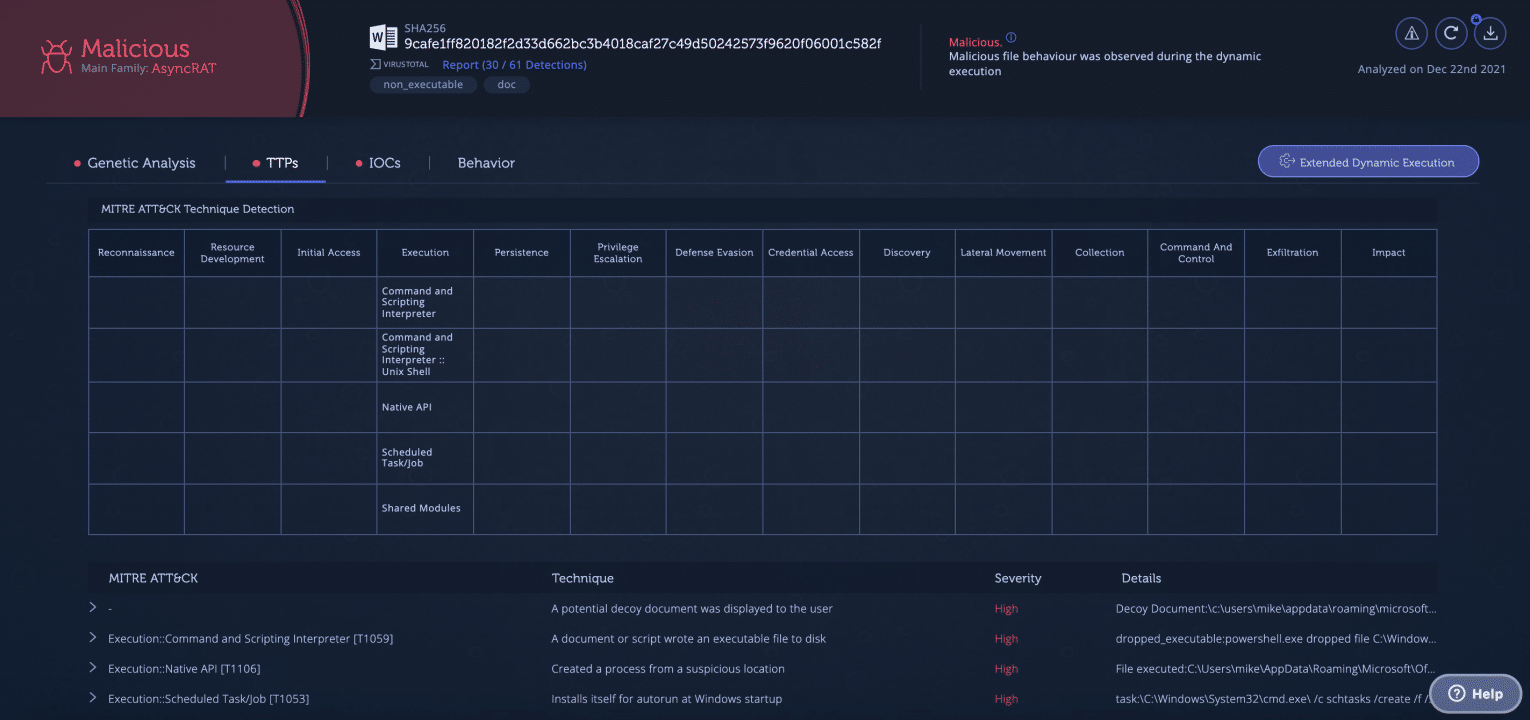 Malicious
Main Family: AsyncRAT
SHA256
9cafe1ff820182f2d33d662bc3b4018caf27c49d50242573f9620f06001c582f
VIRUSTOTAL Report (30 / 61 Detections)
non_executable doc
Malicious.
Malicious file behaviour was observed during the dynamic
execution
Analyzed on Dec 22nd 2021
Genetic Analysis TTPs IOCs Behavior
Extended Dynamic Execution
MITRE ATT&CK Technique Detection
Reconnaissance Resource Development Initial Access Execution Persistence Privilege Escalation Defense Evasion Credential Access Discovery Lateral Movement Collection Command And Control Exfiltration Impact
Command and
Scripting
Interpreter
Command and
Scripting
Interpreter ::
Unix Shell
Native API
Scheduled
Task/Job
Shared Modules
MITRE ATT&CK Technique Severity Details
- A potential decoy document was displayed to the user High Decoy Document:\c:\users\mike\appdata\roaming\microsoft...
Execution::Command and Scripting Interpreter [T1059] A document or script wrote an executable file to disk High dropped_executable:powershell.exe dropped file C:\Window...
Execution::Native API [T1106] Created a process from a suspicious location High File executed:C:\Users\mike\AppData\Roaming\Microsoft\Of...
Execution::Scheduled Task/Job [T1053] Installs itself for autorun at Windows startup High task:\C:\Windows\System32\cmd.exe\ /c schtasks /create /f /
Help